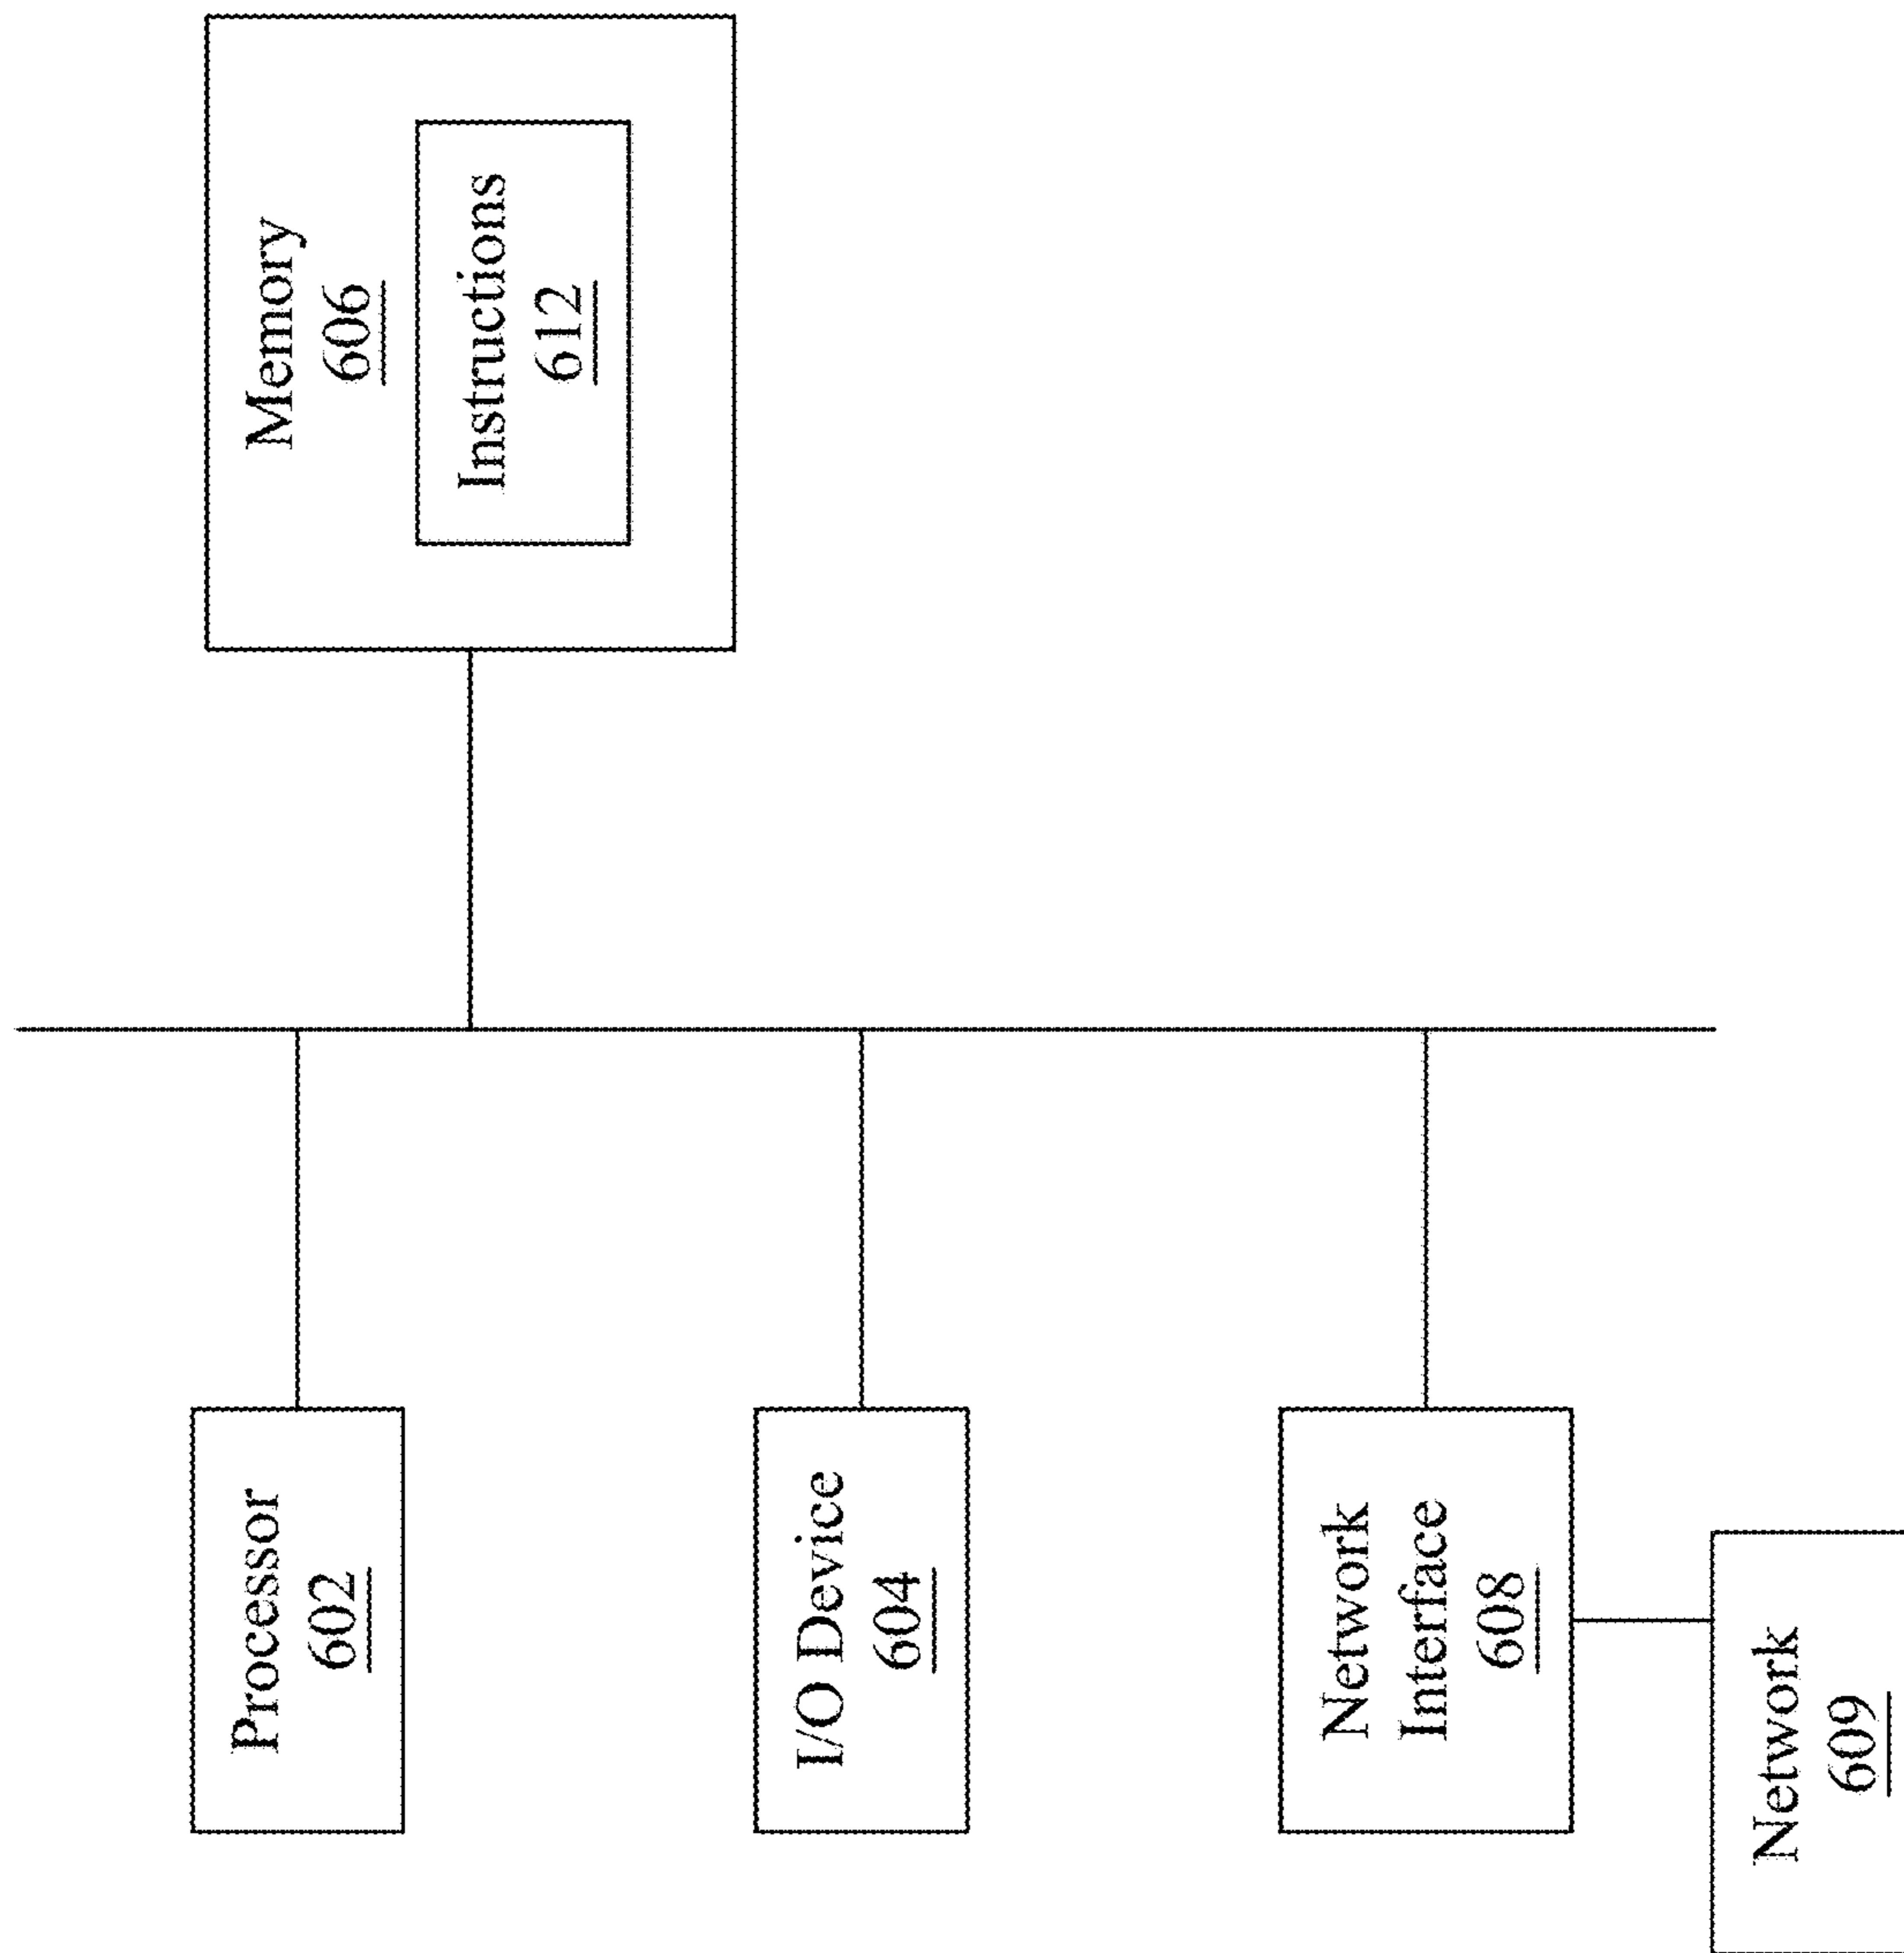 Memory
606
Instructions
612
Processor
602
I/O Device
604
Network
Interface
608
Network
609